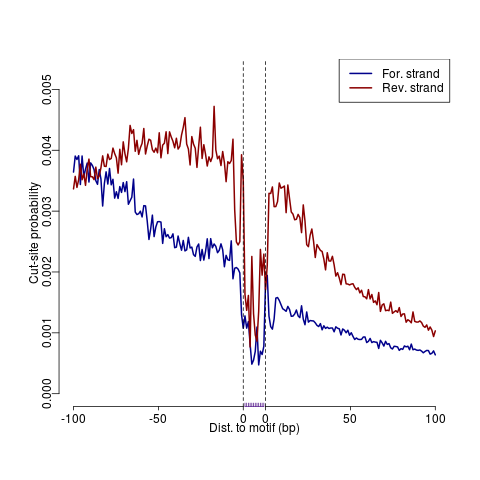 For. strand
Rev. strand
Cut-site probability
0.005
0.004
0.003
0.002
0.001
0.000
-100 -50 0 0 50 100
Dist. to motif (bp)